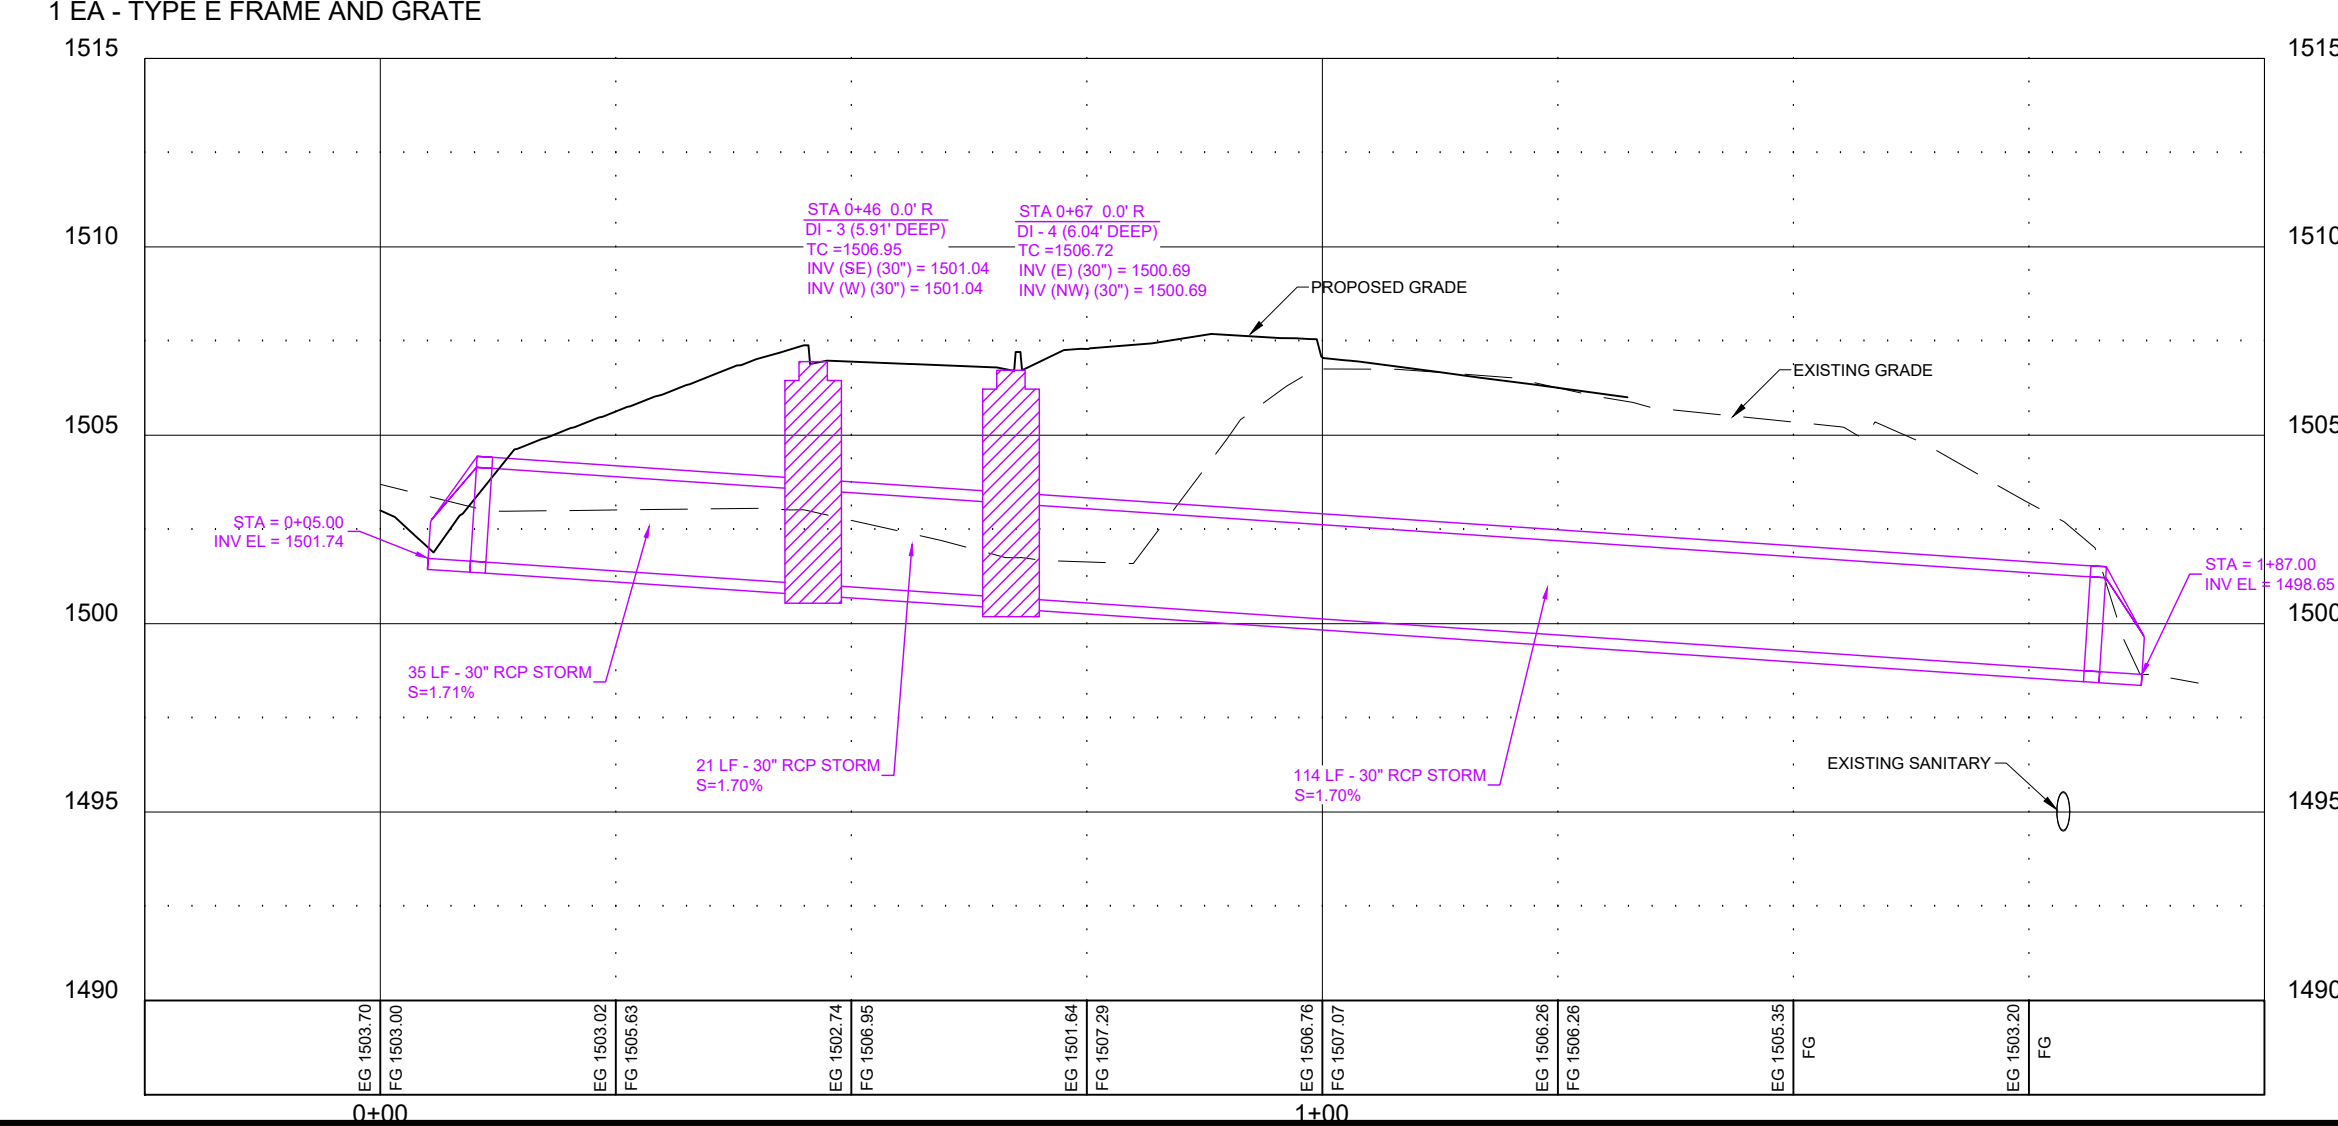 1 EA - TYPE E FRAME AND GRATE
1515
1515
1510
1510
1505
1505
1500
1500
1495
1495
1490
1490
STA 0+46 0.0' R
DI - 3 (5.91' DEEP)
TC =1506.95
INV (SE) (30") = 1501.04
INV (W) (30") = 1501.04
STA 0+67 0.0' R
DI - 4 (6.04' DEEP)
TC =1506.72
INV (E) (30") = 1500.69
INV (NW) (30") = 1500.69
PROPOSED GRADE
EXISTING GRADE
STA = 0+05.00
INV EL = 1501.74
STA = 1+87.00
INV EL = 1498.65
35 LF - 30" RCP STORM
S=1.71%
21 LF - 30" RCP STORM
S=1.70%
114 LF - 30" RCP STORM
S=1.70%
EXISTING SANITARY
EG 1503.70
FG 1503.00
EG 1503.02
FG 1505.63
EG 1502.74
FG 1506.95
EG 1501.64
FG 1507.29
EG 1506.76
FG 1507.07
EG 1506.26
FG 1506.26
EG 1505.35
FG
EG 1503.20
FG
0+00
1+00